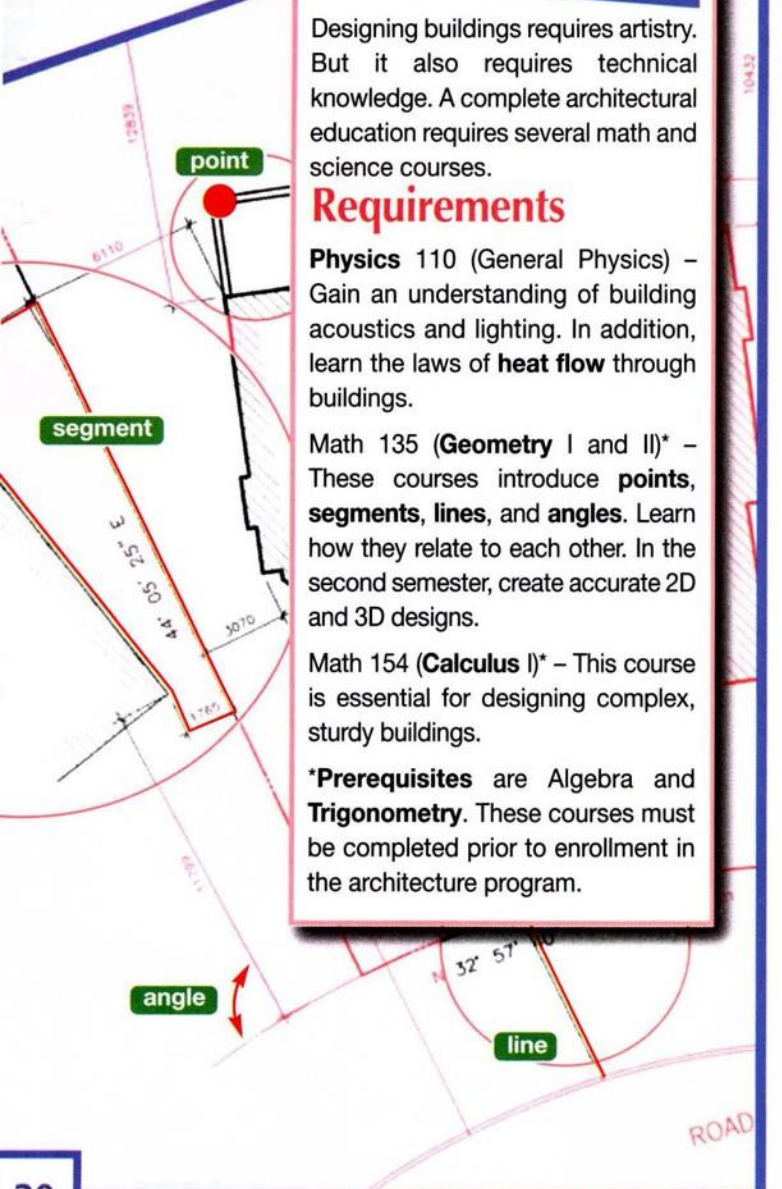 Designing buildings requires artistry.
But it also requires technical
knowledge. A complete architectural
education requires several math and
science courses.
Requirements
Physics 110 (General Physics) –
Gain an understanding of building
acoustics and lighting. In addition,
learn the laws of heat flow through
buildings.
Math 135 (Geometry I and II)* –
These courses introduce points,
segments, lines, and angles. Learn
how they relate to each other. In the
second semester, create accurate 2D
and 3D designs.
Math 154 (Calculus I)* – This course
is essential for designing complex,
sturdy buildings.
*Prerequisites are Algebra and
Trigonometry. These courses must
be completed prior to enrollment in
the architecture program.
10432
12839
point
6110
segment
44° 05' 25" E
3070
1765
11799
N 32° 57'
angle
line
ROAD